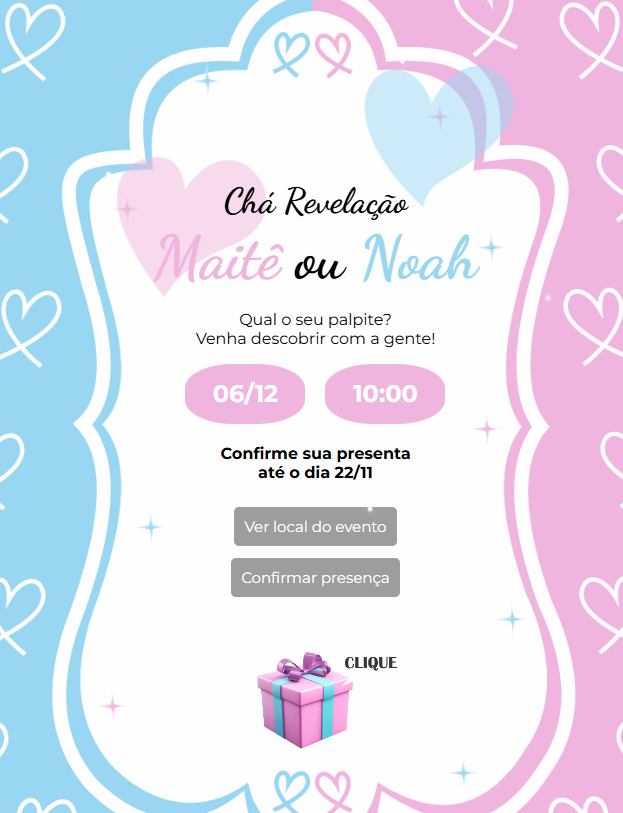 Chá Revelação
Maitê ou Noah
Qual o seu palpite?
Venha descobrir com a gente!
06/12 10:00
Confirme sua presenta
até o dia 22/11
Ver local do evento
Confirmar presença
CLIQUE